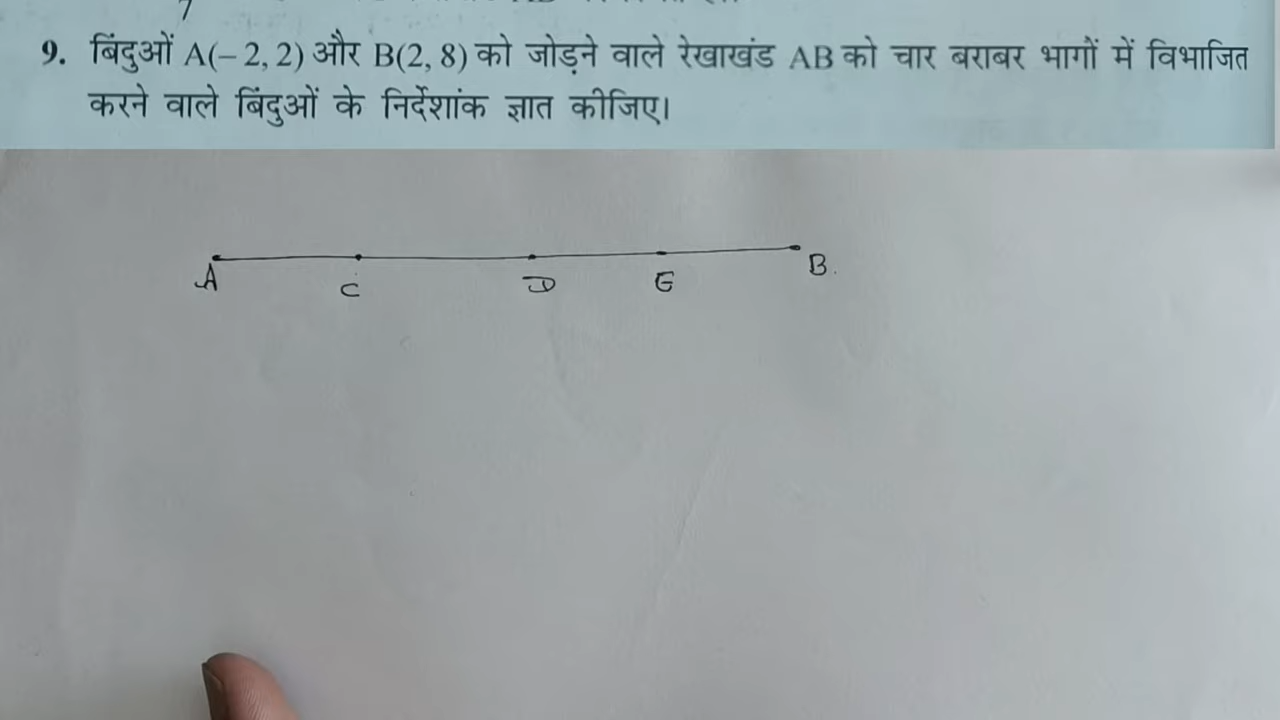 9. बिंदुओं A(– 2, 2) और B(2, 8) को जोड़ने वाले रेखाखंड AB को चार बराबर भागों में विभाजित
करने वाले बिंदुओं के निर्देशांक ज्ञात कीजिए।
A C D E B.